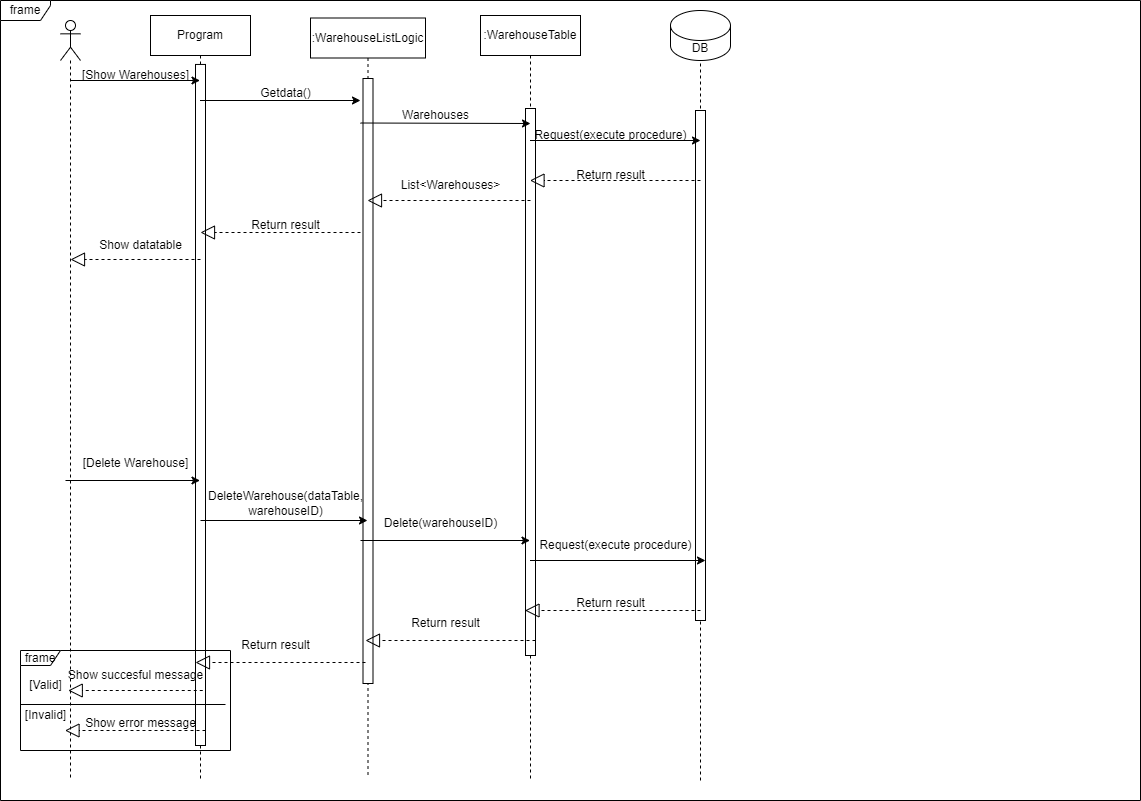 frame
Program
:WarehouseListLogic
:WarehouseTable
DB
[Show Warehouses]
Getdata()
Warehouses
Request(execute procedure)
Return result
List<Warehouses>
Return result
Show datatable
[Delete Warehouse]
DeleteWarehouse(dataTable,
warehouseID)
Delete(warehouseID)
Request(execute procedure)
Return result
Return result
Return result
frame
Show succesful message
[Valid]
[Invalid]
Show error message